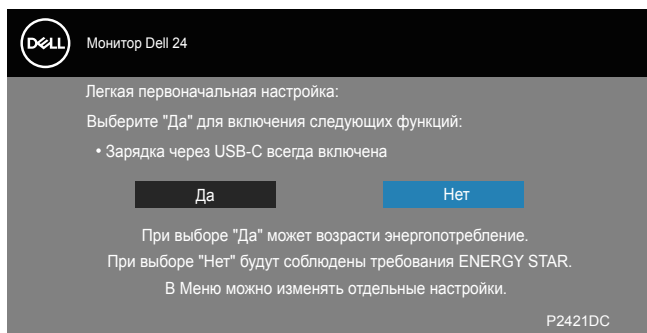 DELL
Монитор Dell 24
Легкая первоначальная настройка:
Выберите "Да" для включения следующих функций:
• Зарядка через USB-C всегда включена
Да
Нет
При выборе "Да" может возрасти энергопотребление.
При выборе "Нет" будут соблюдены требования ENERGY STAR.
В Меню можно изменять отдельные настройки.
P2421DC